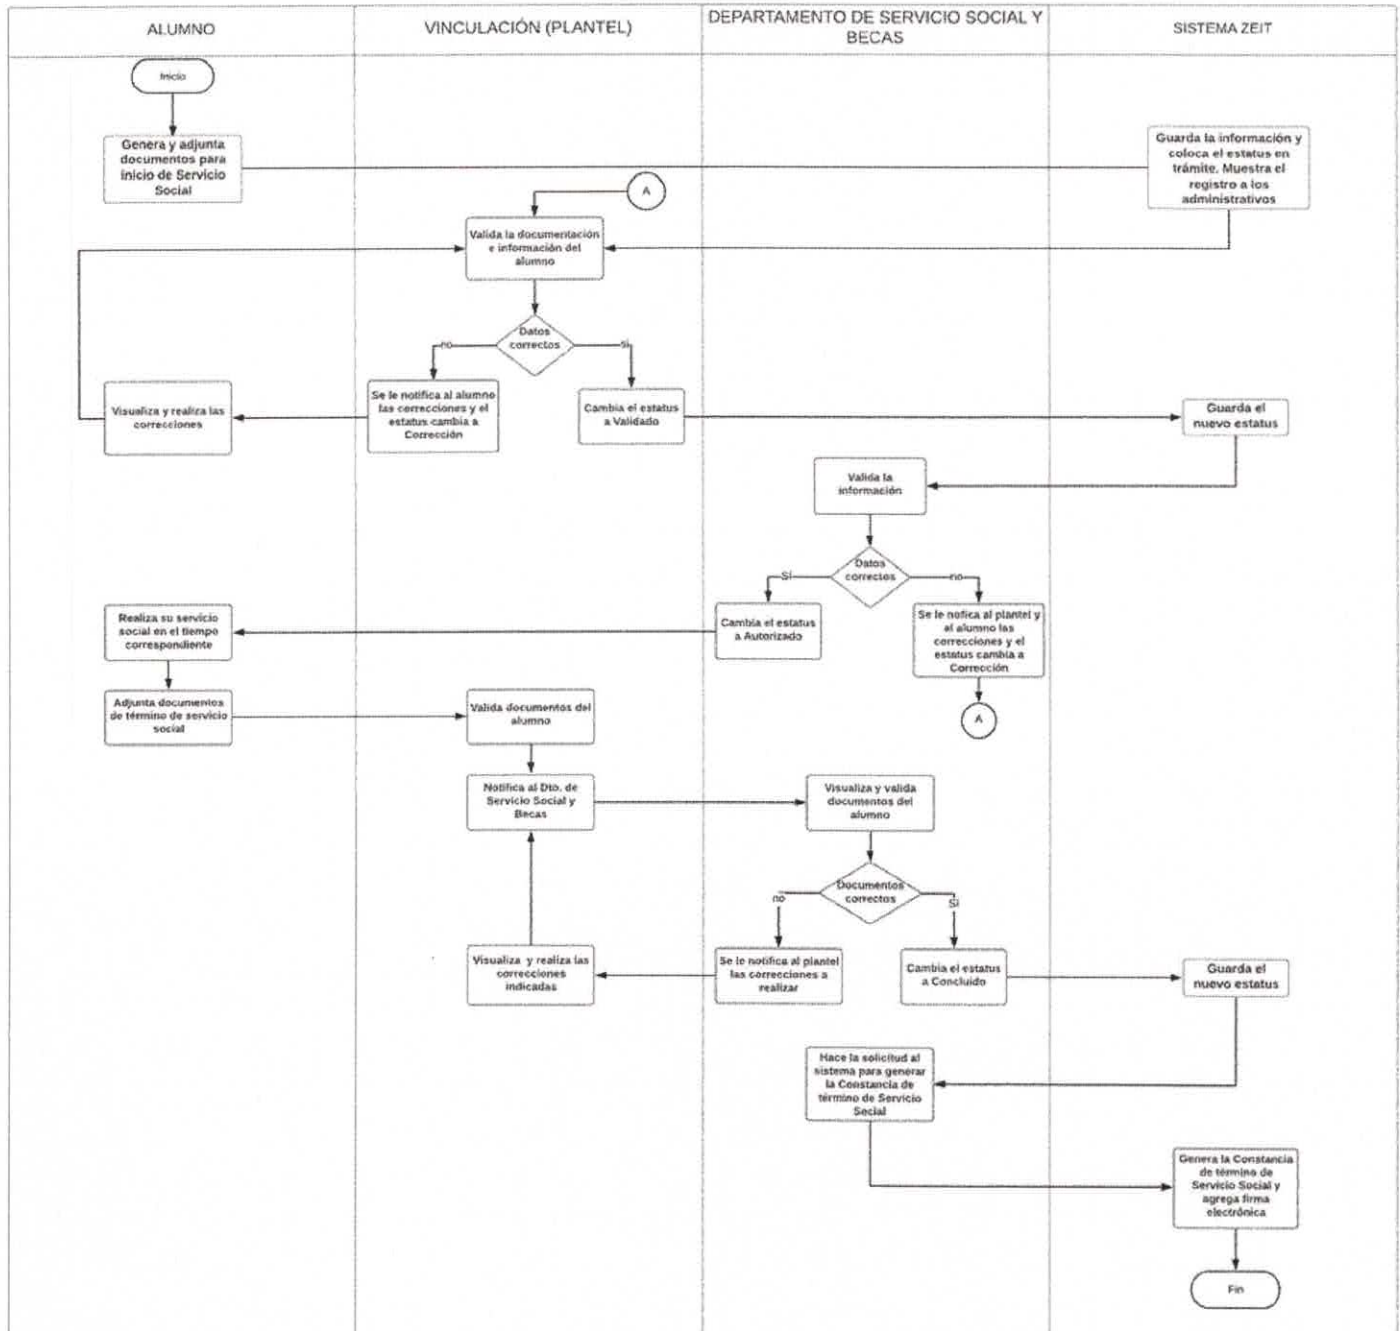 ALUMNO
VINCULACIÓN (PLANTEL)
DEPARTAMENTO DE SERVICIO SOCIAL Y
BECAS
SISTEMA ZEIT
Inicio
Genera y adjunta
documentos para
inicio de Servicio
Social
Guarda la información y
coloca el estatus en
trámite. Muestra el
registro a los
administrativos
A
Valida la documentación
e información del
alumno
Datos
correctos
no
si
Visualiza y realiza las
correcciones
Se le notifica al alumno
las correcciones y el
estatus cambia a
Corrección
Cambia el estatus
a Validado
Guarda el
nuevo estatus
Valida la
información
Datos
correctos
Sí
no
Realiza su servicio
social en el tiempo
correspondiente
Cambia el estatus
a Autorizado
Se le nofica al plantel y
al alumno las
correcciones y el
estatus cambia a
Corrección
Adjunta documentos
de término de servicio
social
Valida documentos del
alumno
A
Notifica al Dto. de
Servicio Social y
Becas
Visualiza y valida
documentos del
alumno
Documentos
correctos
no
Sí
Visualiza y realiza las
correcciones
indicadas
Se le notifica al plantel
las correcciones a
realizar
Cambia el estatus
a Concluido
Guarda el
nuevo estatus
Hace la solicitud al
sistema para generar
la Constancia de
término de Servicio
Social
Genera la Constancia
de término de
Servicio Social y
agrega firma
electrónica
Fin